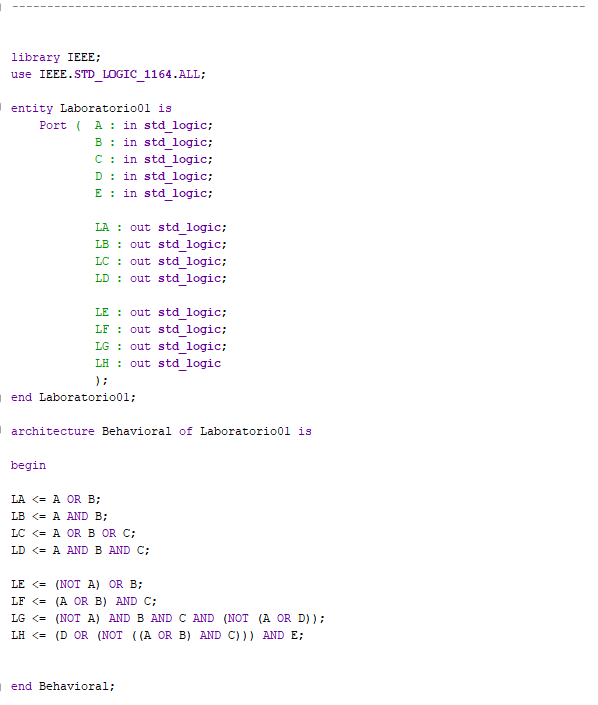 --------------------------------------------------------------------------------
library IEEE;
use IEEE.STD_LOGIC_1164.ALL;
entity Laboratorio01 is
Port ( A : in std_logic;
B : in std_logic;
C : in std_logic;
D : in std_logic;
E : in std_logic;
LA : out std_logic;
LB : out std_logic;
LC : out std_logic;
LD : out std_logic;
LE : out std_logic;
LF : out std_logic;
LG : out std_logic;
LH : out std_logic
);
end Laboratorio01;
architecture Behavioral of Laboratorio01 is
begin
LA <= A OR B;
LB <= A AND B;
LC <= A OR B OR C;
LD <= A AND B AND C;
LE <= (NOT A) OR B;
LF <= (A OR B) AND C;
LG <= (NOT A) AND B AND C AND (NOT (A OR D));
LH <= (D OR (NOT ((A OR B) AND C))) AND E;
end Behavioral;